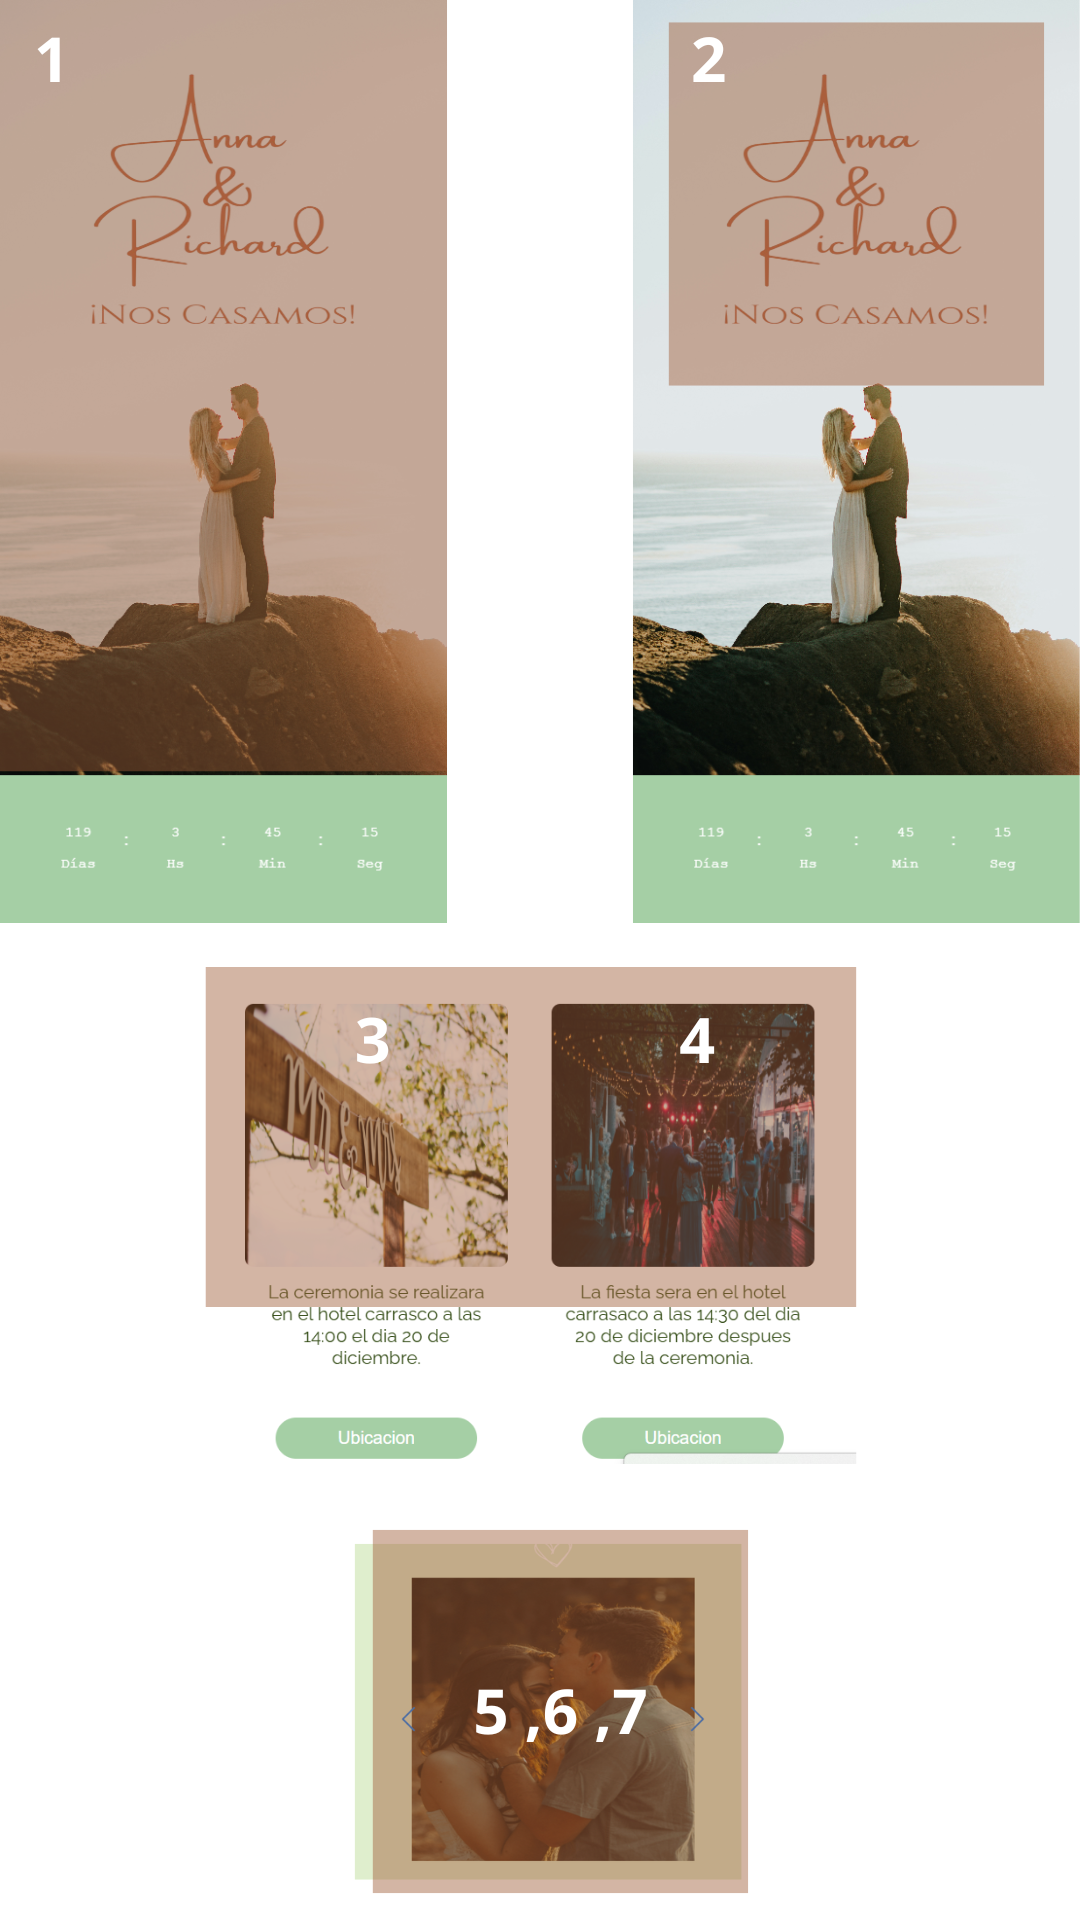 1
Anna
&
Richard
¡Nos Casamos!
119 : 3 : 45 : 15
Días Hs Min Seg
2
Anna
&
Richard
¡Nos Casamos!
119 : 3 : 45 : 15
Días Hs Min Seg
3
Mr & Mrs
La ceremonia se realizara
en el hotel carrasco a las
14:00 el dia 20 de
diciembre.
Ubicacion
4
La fiesta sera en el hotel
carrasaco a las 14:30 del dia
20 de diciembre despues
de la ceremonia.
Ubicacion
5 ,6 ,7